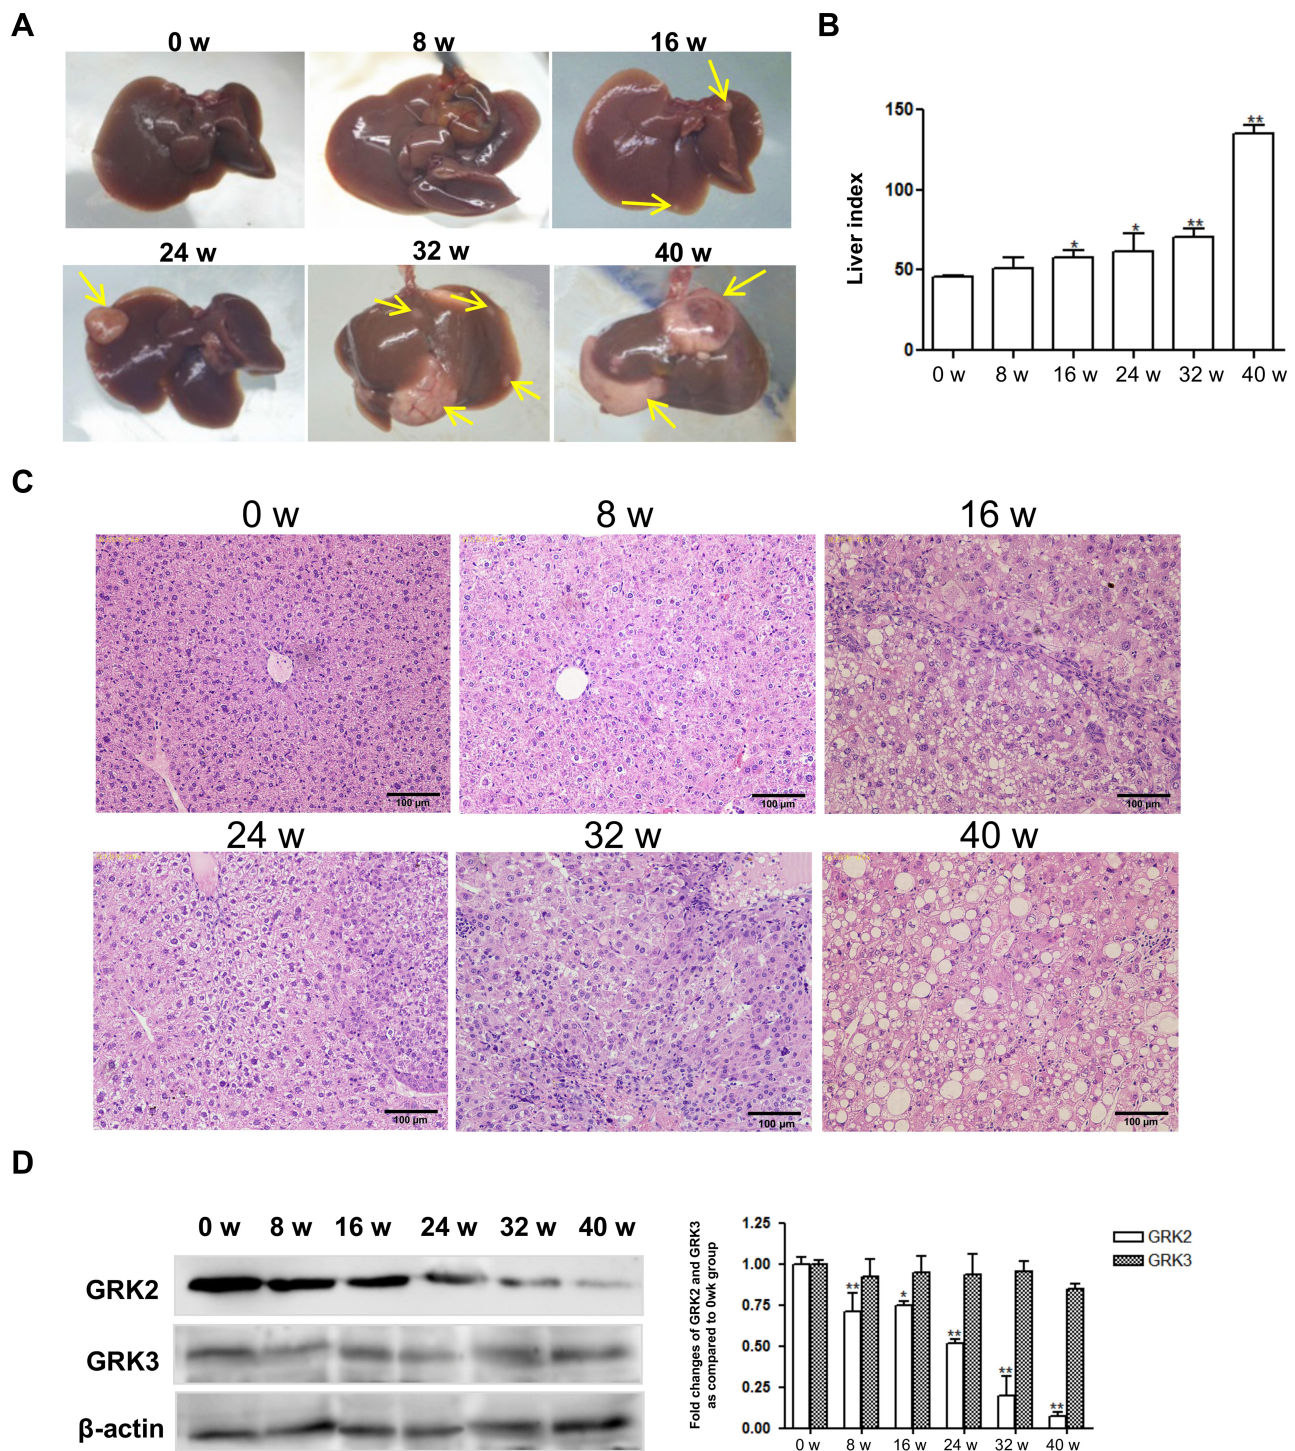 A
0 w
8 w
16 w
24 w
32 w
40 w
B
Liver index
150
100
50
0
**
**
*
*
0 w
8 w
16 w
24 w
32 w
40 w
C
0 w
8 w
16 w
100 μm
100 μm
100 μm
24 w
32 w
40 w
100 μm
100 μm
100 μm
D
0 w
8 w
16 w
24 w
32 w
40 w
GRK2
GRK3
β-actin
Fold changes of GRK2 and GRK3
as compared to 0wk group
1.25
1.00
0.75
0.50
0.25
0.00
**
*
**
**
**
0 w
8 w
16 w
24 w
32 w
40 w
GRK2
GRK3